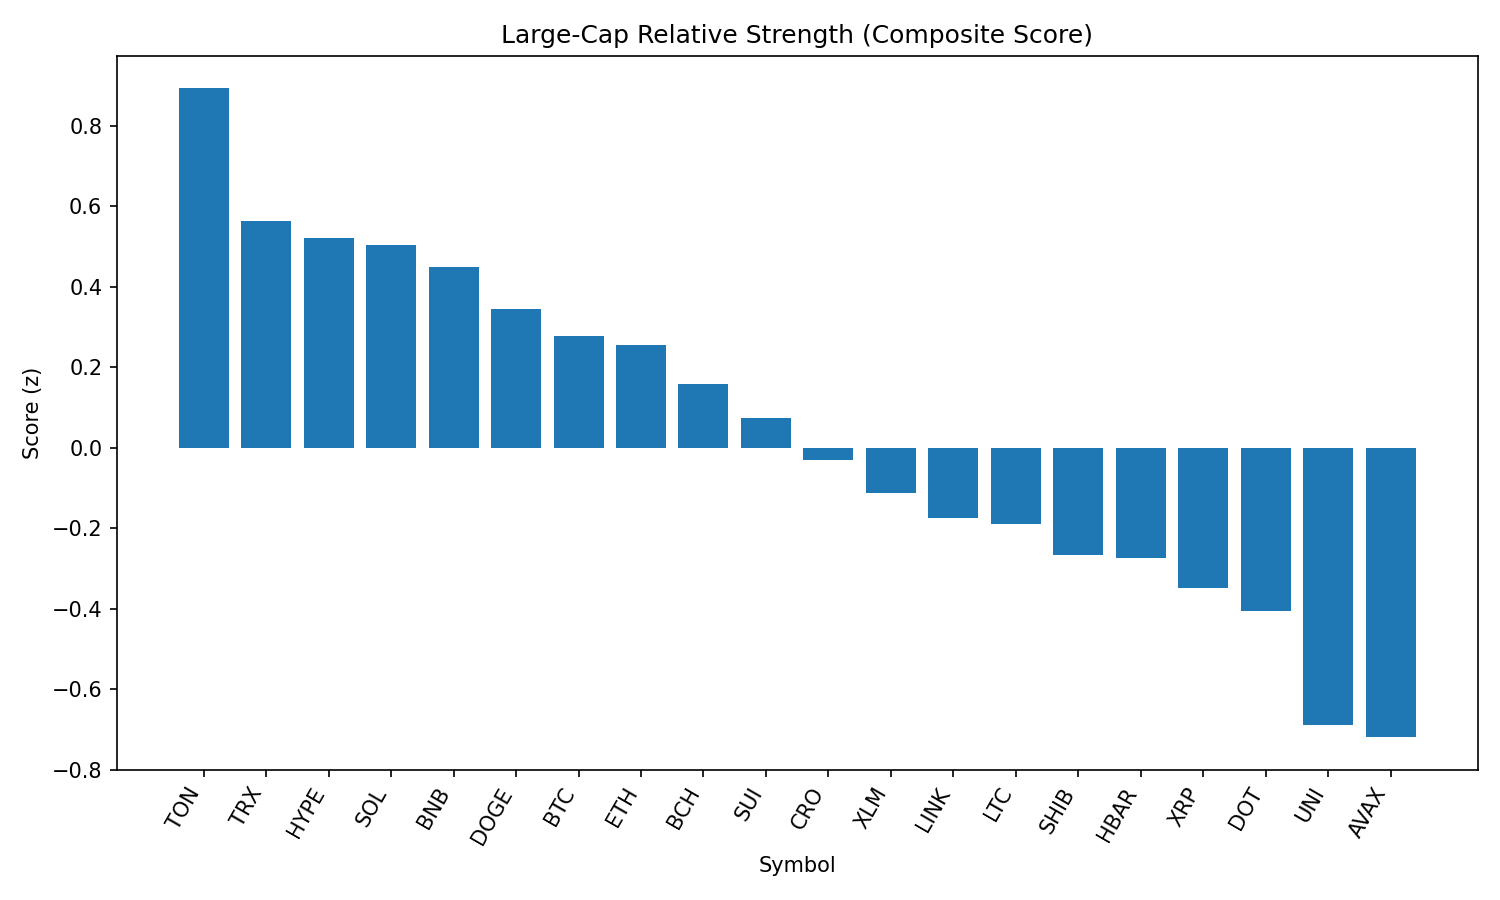 Large-Cap Relative Strength (Composite Score)
Score (z)
0.8
0.6
0.4
0.2
0.0
−0.2
−0.4
−0.6
−0.8
TON
TRX
HYPE
SOL
BNB
DOGE
BTC
ETH
BCH
SUI
CRO
XLM
LINK
LTC
SHIB
HBAR
XRP
DOT
UNI
AVAX
Symbol